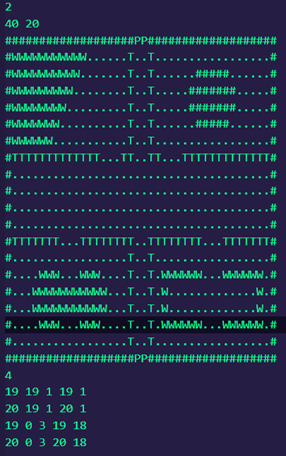 2
40 20
###################PP###################
#WWWWWWWWWWW......T..T.................#
#WWWWWWWWWW.......T..T......#####......#
#WWWWWWWWW........T..T.....#######.....#
#WWWWWWWW.........T..T.....#######.....#
#WWWWWWW..........T..T......#####......#
#WWWWWW...........T..T.................#
#TTTTTTTTTTTTT...TT..TT...TTTTTTTTTTTTT#
#......................................#
#......................................#
#......................................#
#......................................#
#TTTTTTT...TTTTTTTT..TTTTTTTT...TTTTTTT#
#.................T..T.................#
#....WWW...WWW....T..T.WWWWWW...WWWWWW.#
#...WWWWWWWWWWW...T..T.W.............W.#
#...WWWWWWWWWWW...T..T.W.............W.#
#....WWW...WWW....T..T.WWWWWW...WWWWWW.#
#.................T..T.................#
###################PP###################
4
19 19 1 19 1
20 19 1 20 1
19 0 3 19 18
20 0 3 20 18